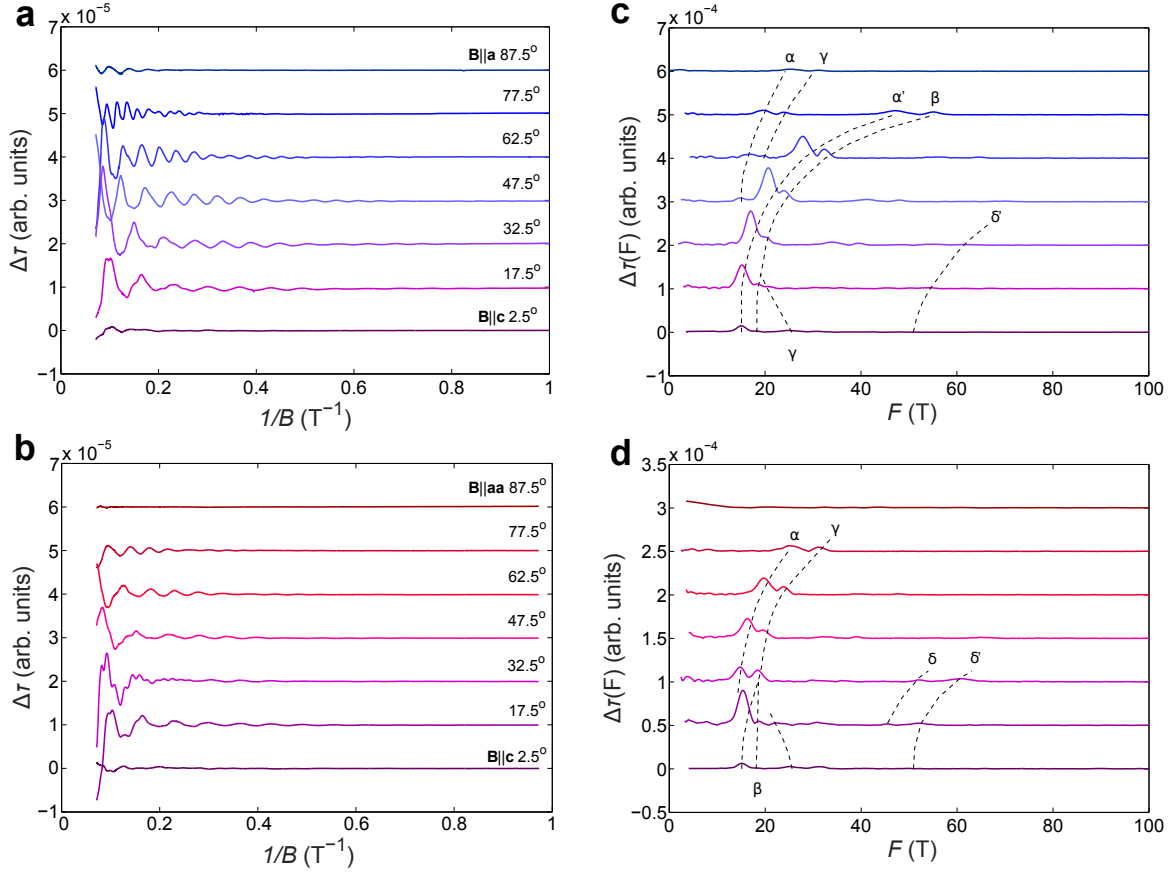 a
7 x 10⁻⁵
6
5
4
3
2
1
0
−1
Δτ (arb. units)
B||a 87.5°
77.5°
62.5°
47.5°
32.5°
17.5°
B||c 2.5°
0 0.2 0.4 0.6 0.8 1
1/B (T⁻¹)
c
7 x 10⁻⁴
6
5
4
3
2
1
0
−1
Δτ(F) (arb. units)
α γ
α' β
δ'
γ
0 20 40 60 80 100
F (T)
b
7 x 10⁻⁵
6
5
4
3
2
1
0
−1
Δτ (arb. units)
B||aa 87.5°
77.5°
62.5°
47.5°
32.5°
17.5°
B||c 2.5°
0 0.2 0.4 0.6 0.8 1
1/B (T⁻¹)
d
3.5 x 10⁻⁴
3
2.5
2
1.5
1
0.5
0
−0.5
Δτ(F) (arb. units)
α γ
δ δ'
β
0 20 40 60 80 100
F (T)